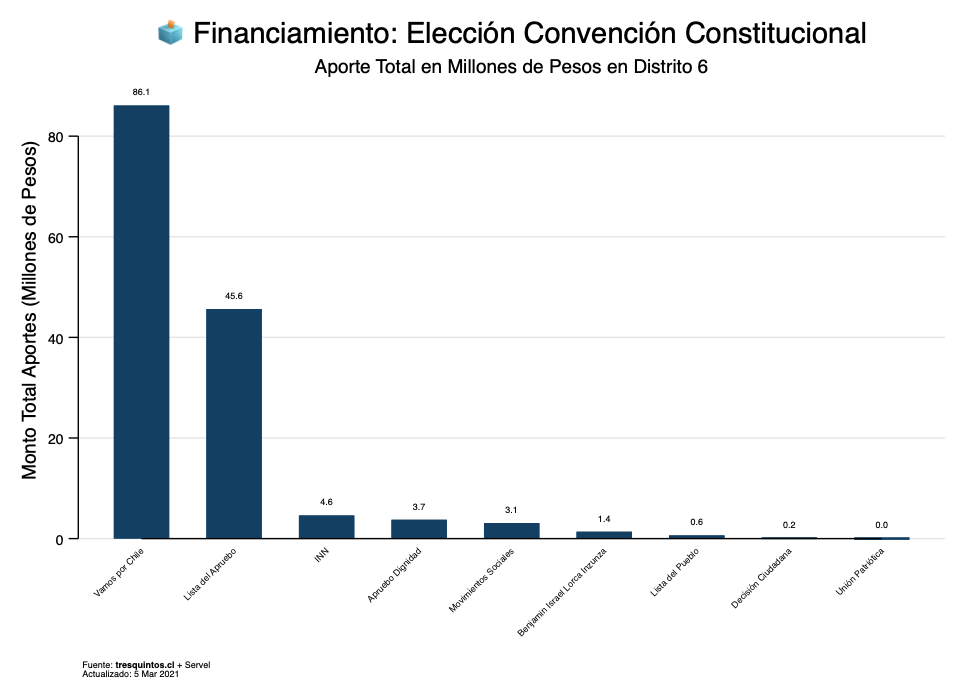 Financiamiento: Elección Convención Constitucional
Aporte Total en Millones de Pesos en Distrito 6
Monto Total Aportes (Millones de Pesos)
80
60
40
20
0
86.1
45.6
4.6
3.7
3.1
1.4
0.6
0.2
0.0
Vamos por Chile
Lista del Apruebo
INN
Apruebo Dignidad
Movimientos Sociales
Benjamin Israel Lorca Inzunza
Lista del Pueblo
Decisión Ciudadana
Unión Patriótica
Fuente: tresquintos.cl + Servel
Actualizado: 5 Mar 2021